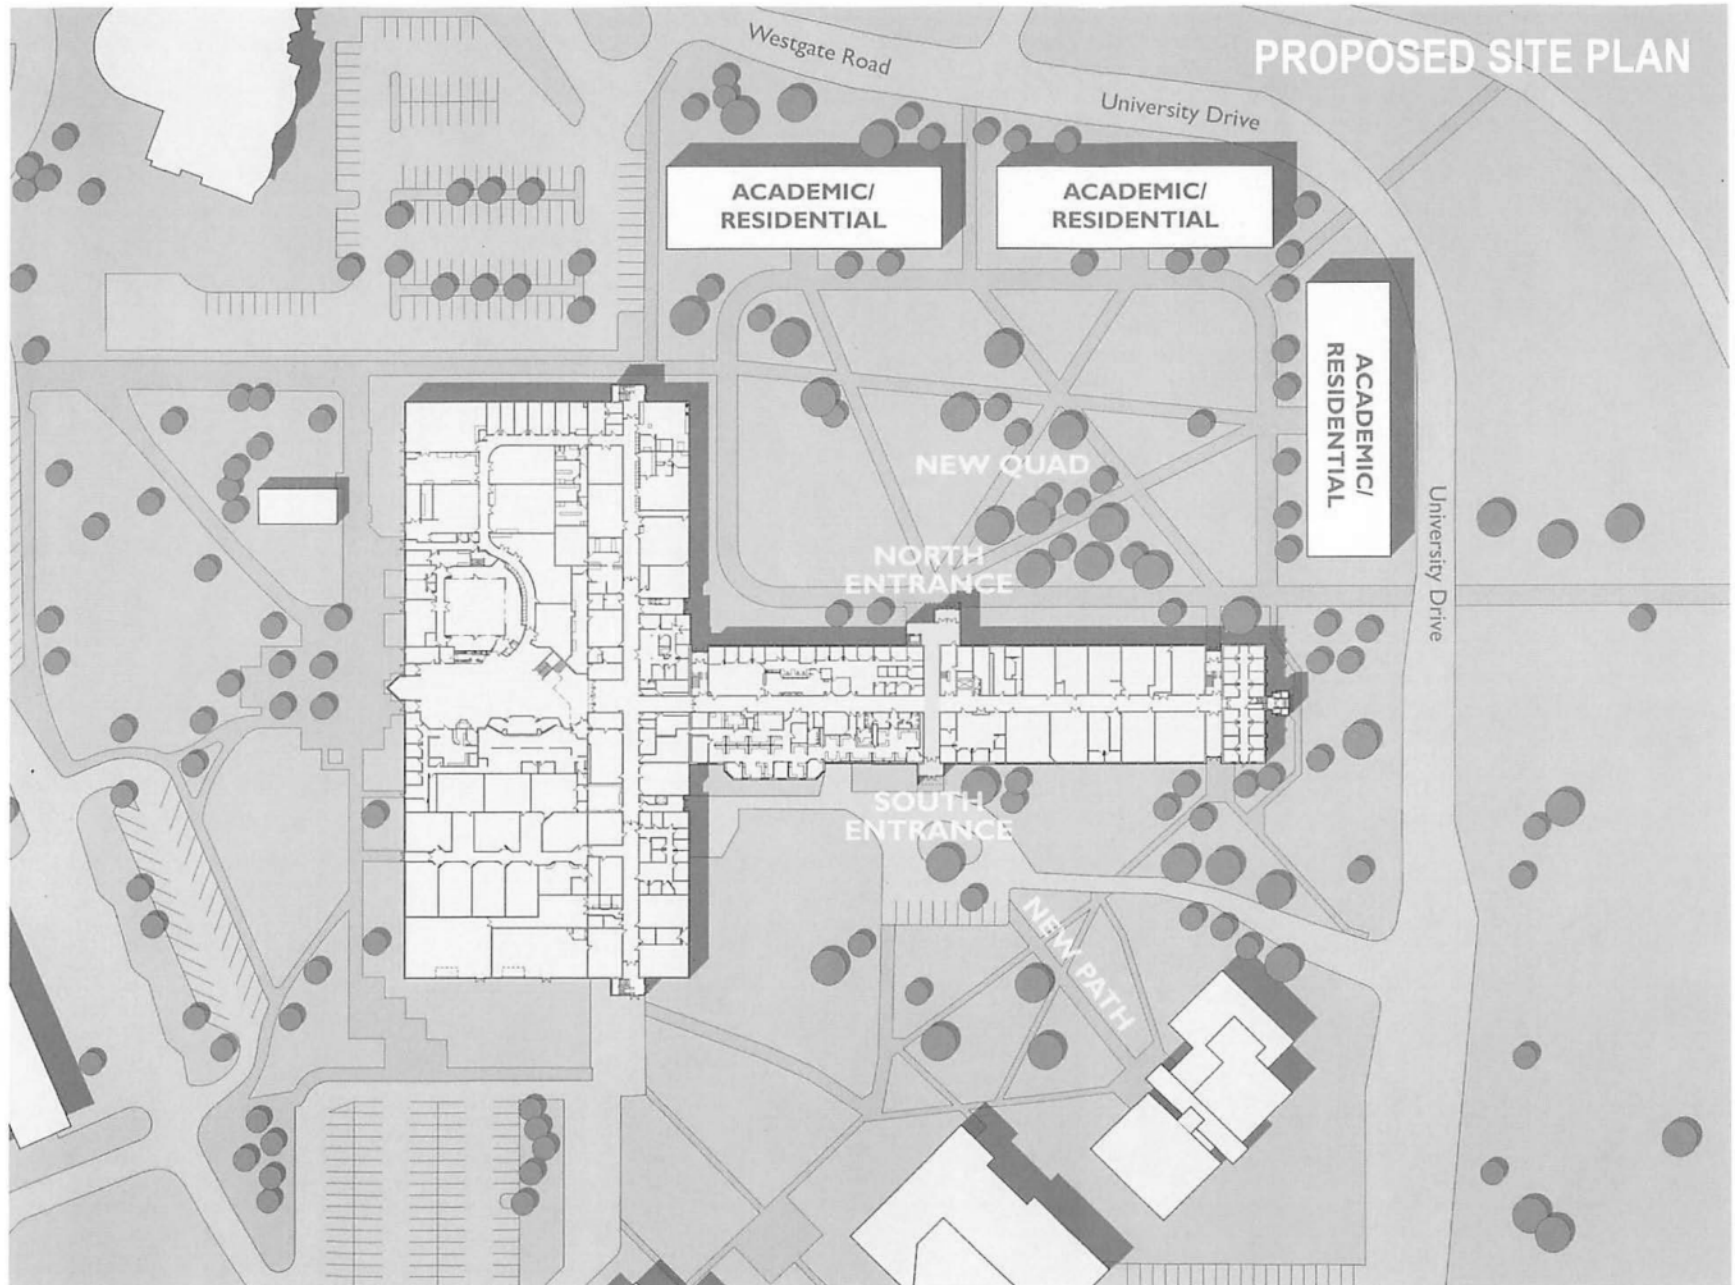 Westgate Road
PROPOSED SITE PLAN
University Drive
ACADEMIC/
RESIDENTIAL
ACADEMIC/
RESIDENTIAL
ACADEMIC/
RESIDENTIAL
NEW QUAD
University Drive
NORTH
ENTRANCE
SOUTH
ENTRANCE
NEW PATH